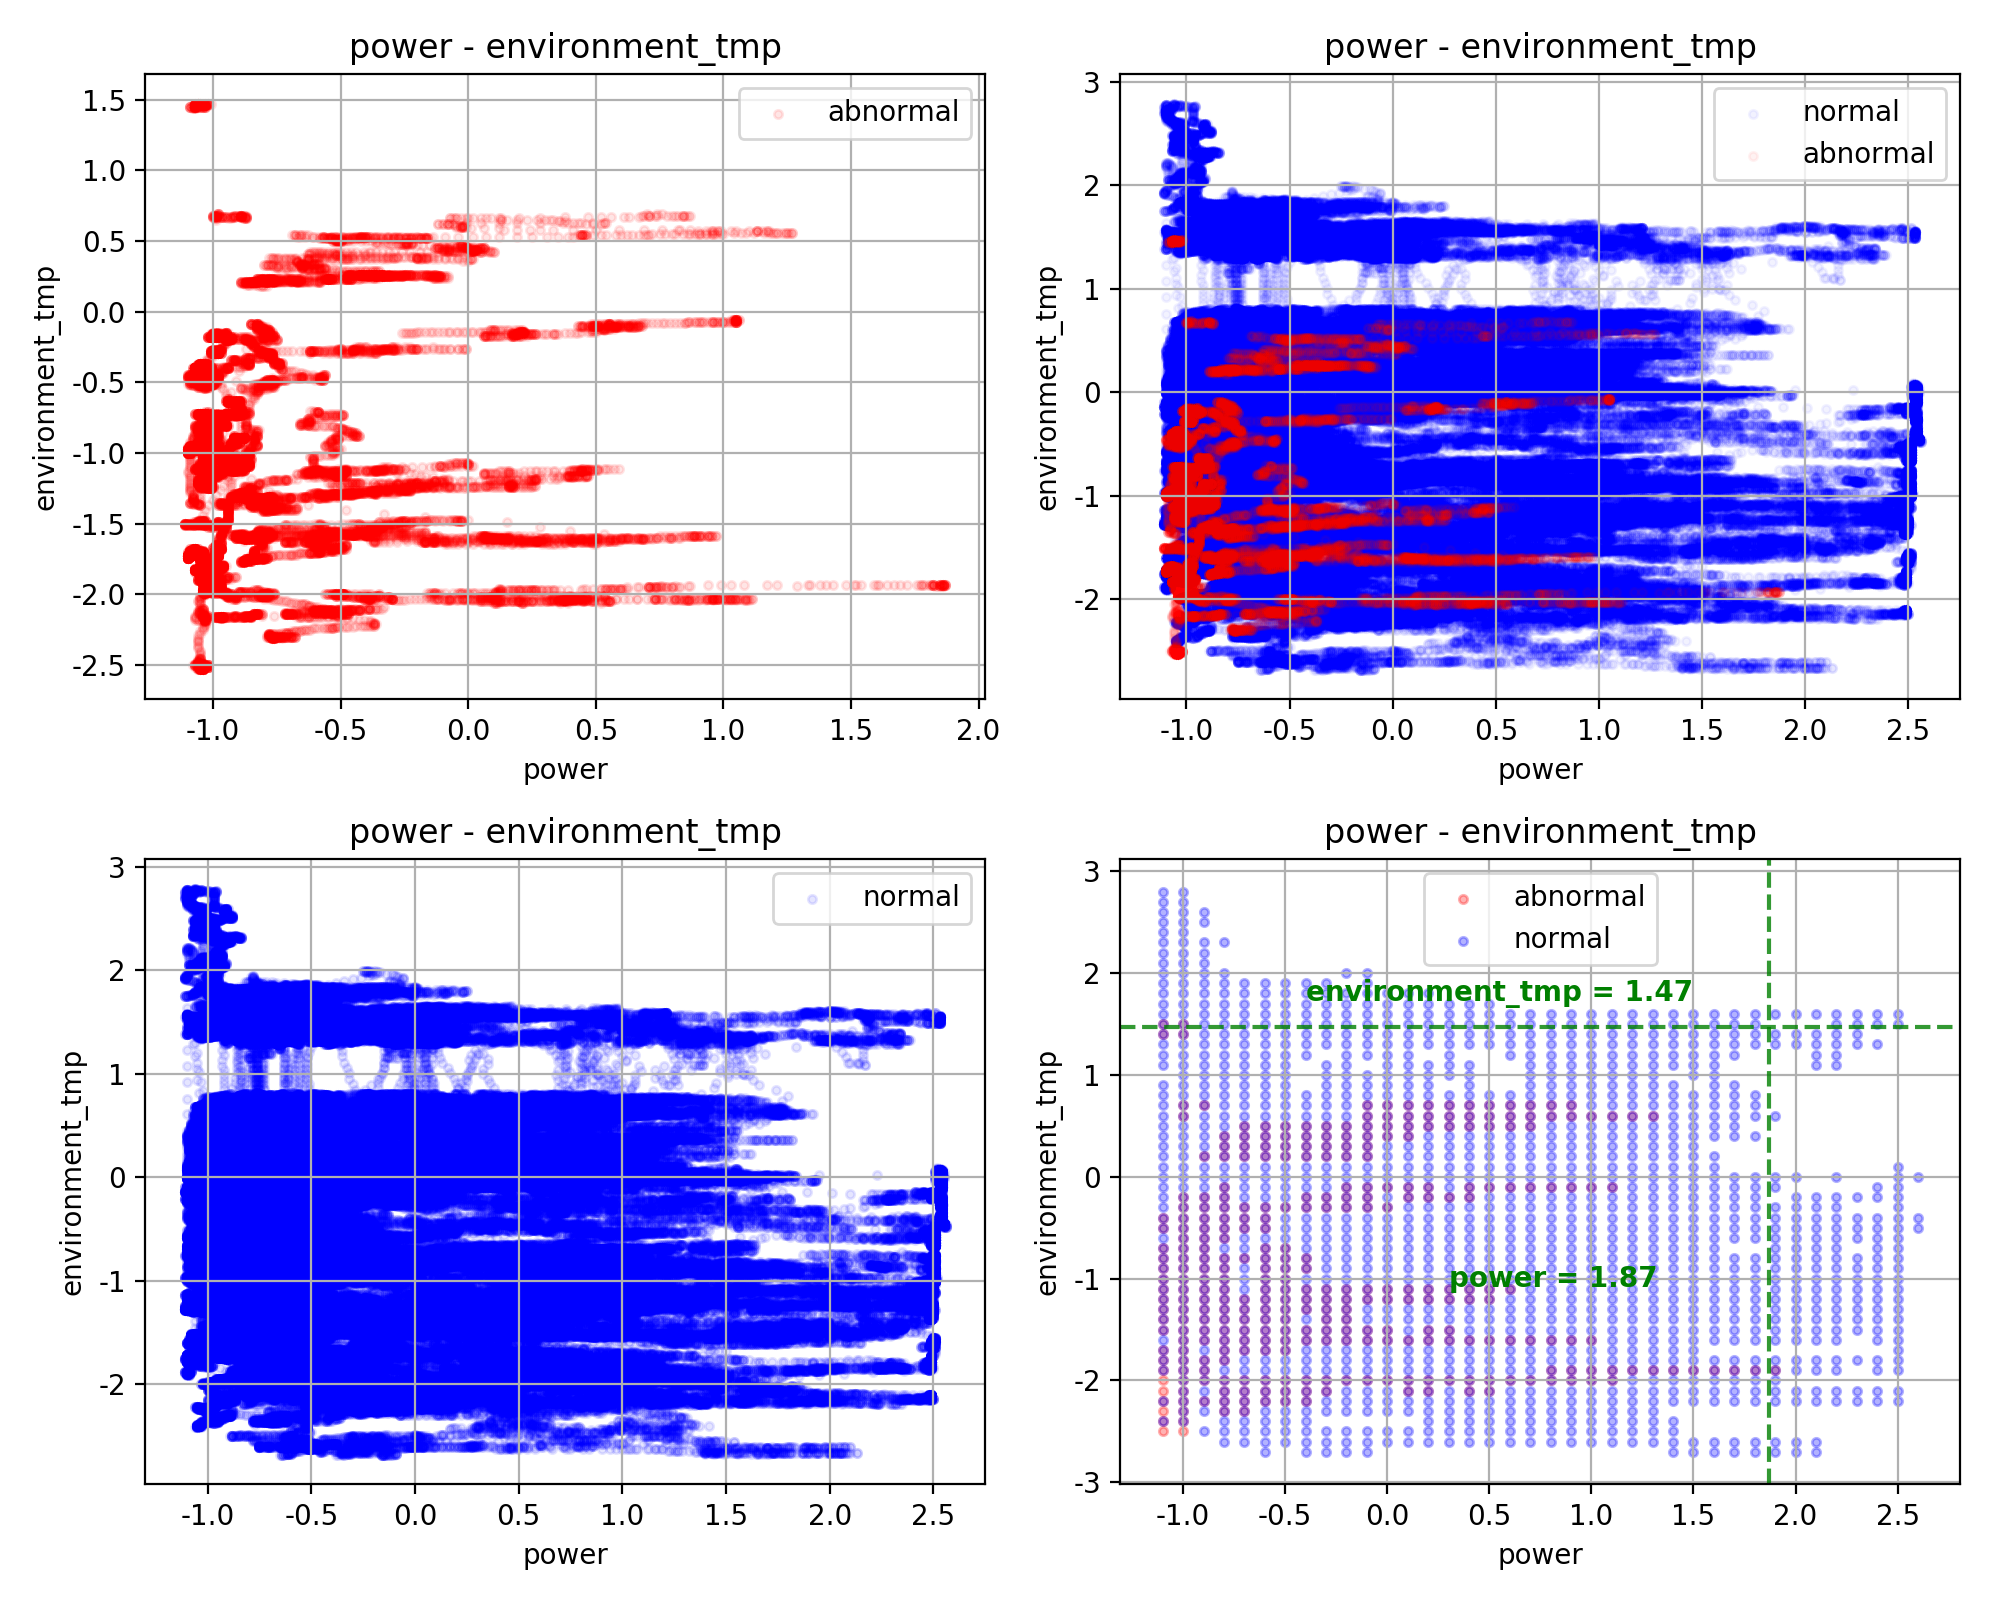 power - environment_tmp
abnormal
1.5
1.0
0.5
0.0
-0.5
-1.0
-1.5
-2.0
-2.5
environment_tmp
-1.0 -0.5 0.0 0.5 1.0 1.5 2.0
power
power - environment_tmp
normal
abnormal
3
2
1
0
-1
-2
environment_tmp
-1.0 -0.5 0.0 0.5 1.0 1.5 2.0 2.5
power
power - environment_tmp
normal
3
2
1
0
-1
-2
environment_tmp
-1.0 -0.5 0.0 0.5 1.0 1.5 2.0 2.5
power
power - environment_tmp
abnormal
normal
environment_tmp = 1.47
power = 1.87
3
2
1
0
-1
-2
-3
environment_tmp
-1.0 -0.5 0.0 0.5 1.0 1.5 2.0 2.5
power